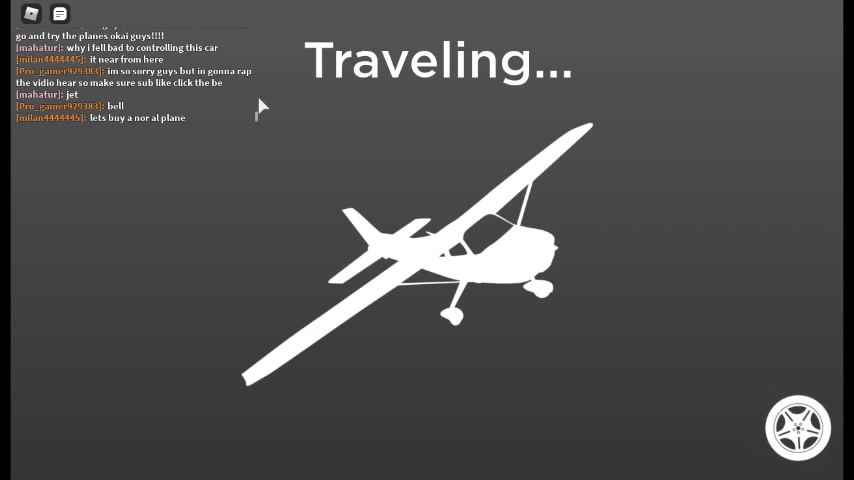 go and try the planes okai guys!!!!
[mahatur]: why i fell bad to controlling this car
[milan4444445]: it near from here
[Pro_gamer929383]: im so sorry guys but in gonna rap
the vidio hear so make sure sub like click the be
[mahatur]: jet
[Pro_gamer929383]: bell
[milan4444445]: lets buy a nor al plane
Traveling...